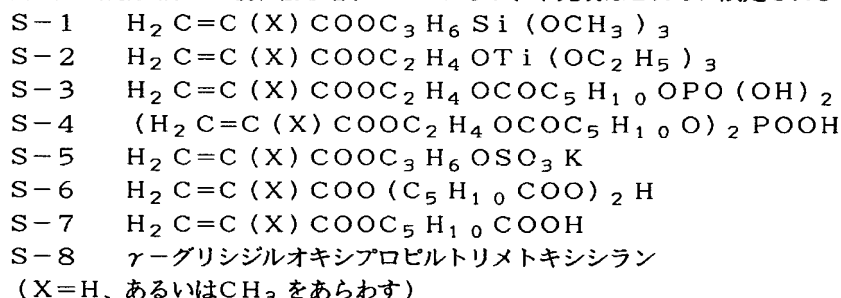 S-1 H₂C=C(X)COOC₃H₆Si(OCH₃)₃
S-2 H₂C=C(X)COOC₂H₄OTi(OC₂H₅)₃
S-3 H₂C=C(X)COOC₂H₄OCOC₅H₁₀OPO(OH)₂
S-4 (H₂C=C(X)COOC₂H₄OCOC₅H₁₀O)₂POOH
S-5 H₂C=C(X)COOC₃H₆OSO₃K
S-6 H₂C=C(X)COO(C₅H₁₀COO)₂H
S-7 H₂C=C(X)COOC₅H₁₀COOH
S-8 γ-グリシジルオキシプロピルトリメトキシシラン
(X=H、あるいはCH₃をあらわす)